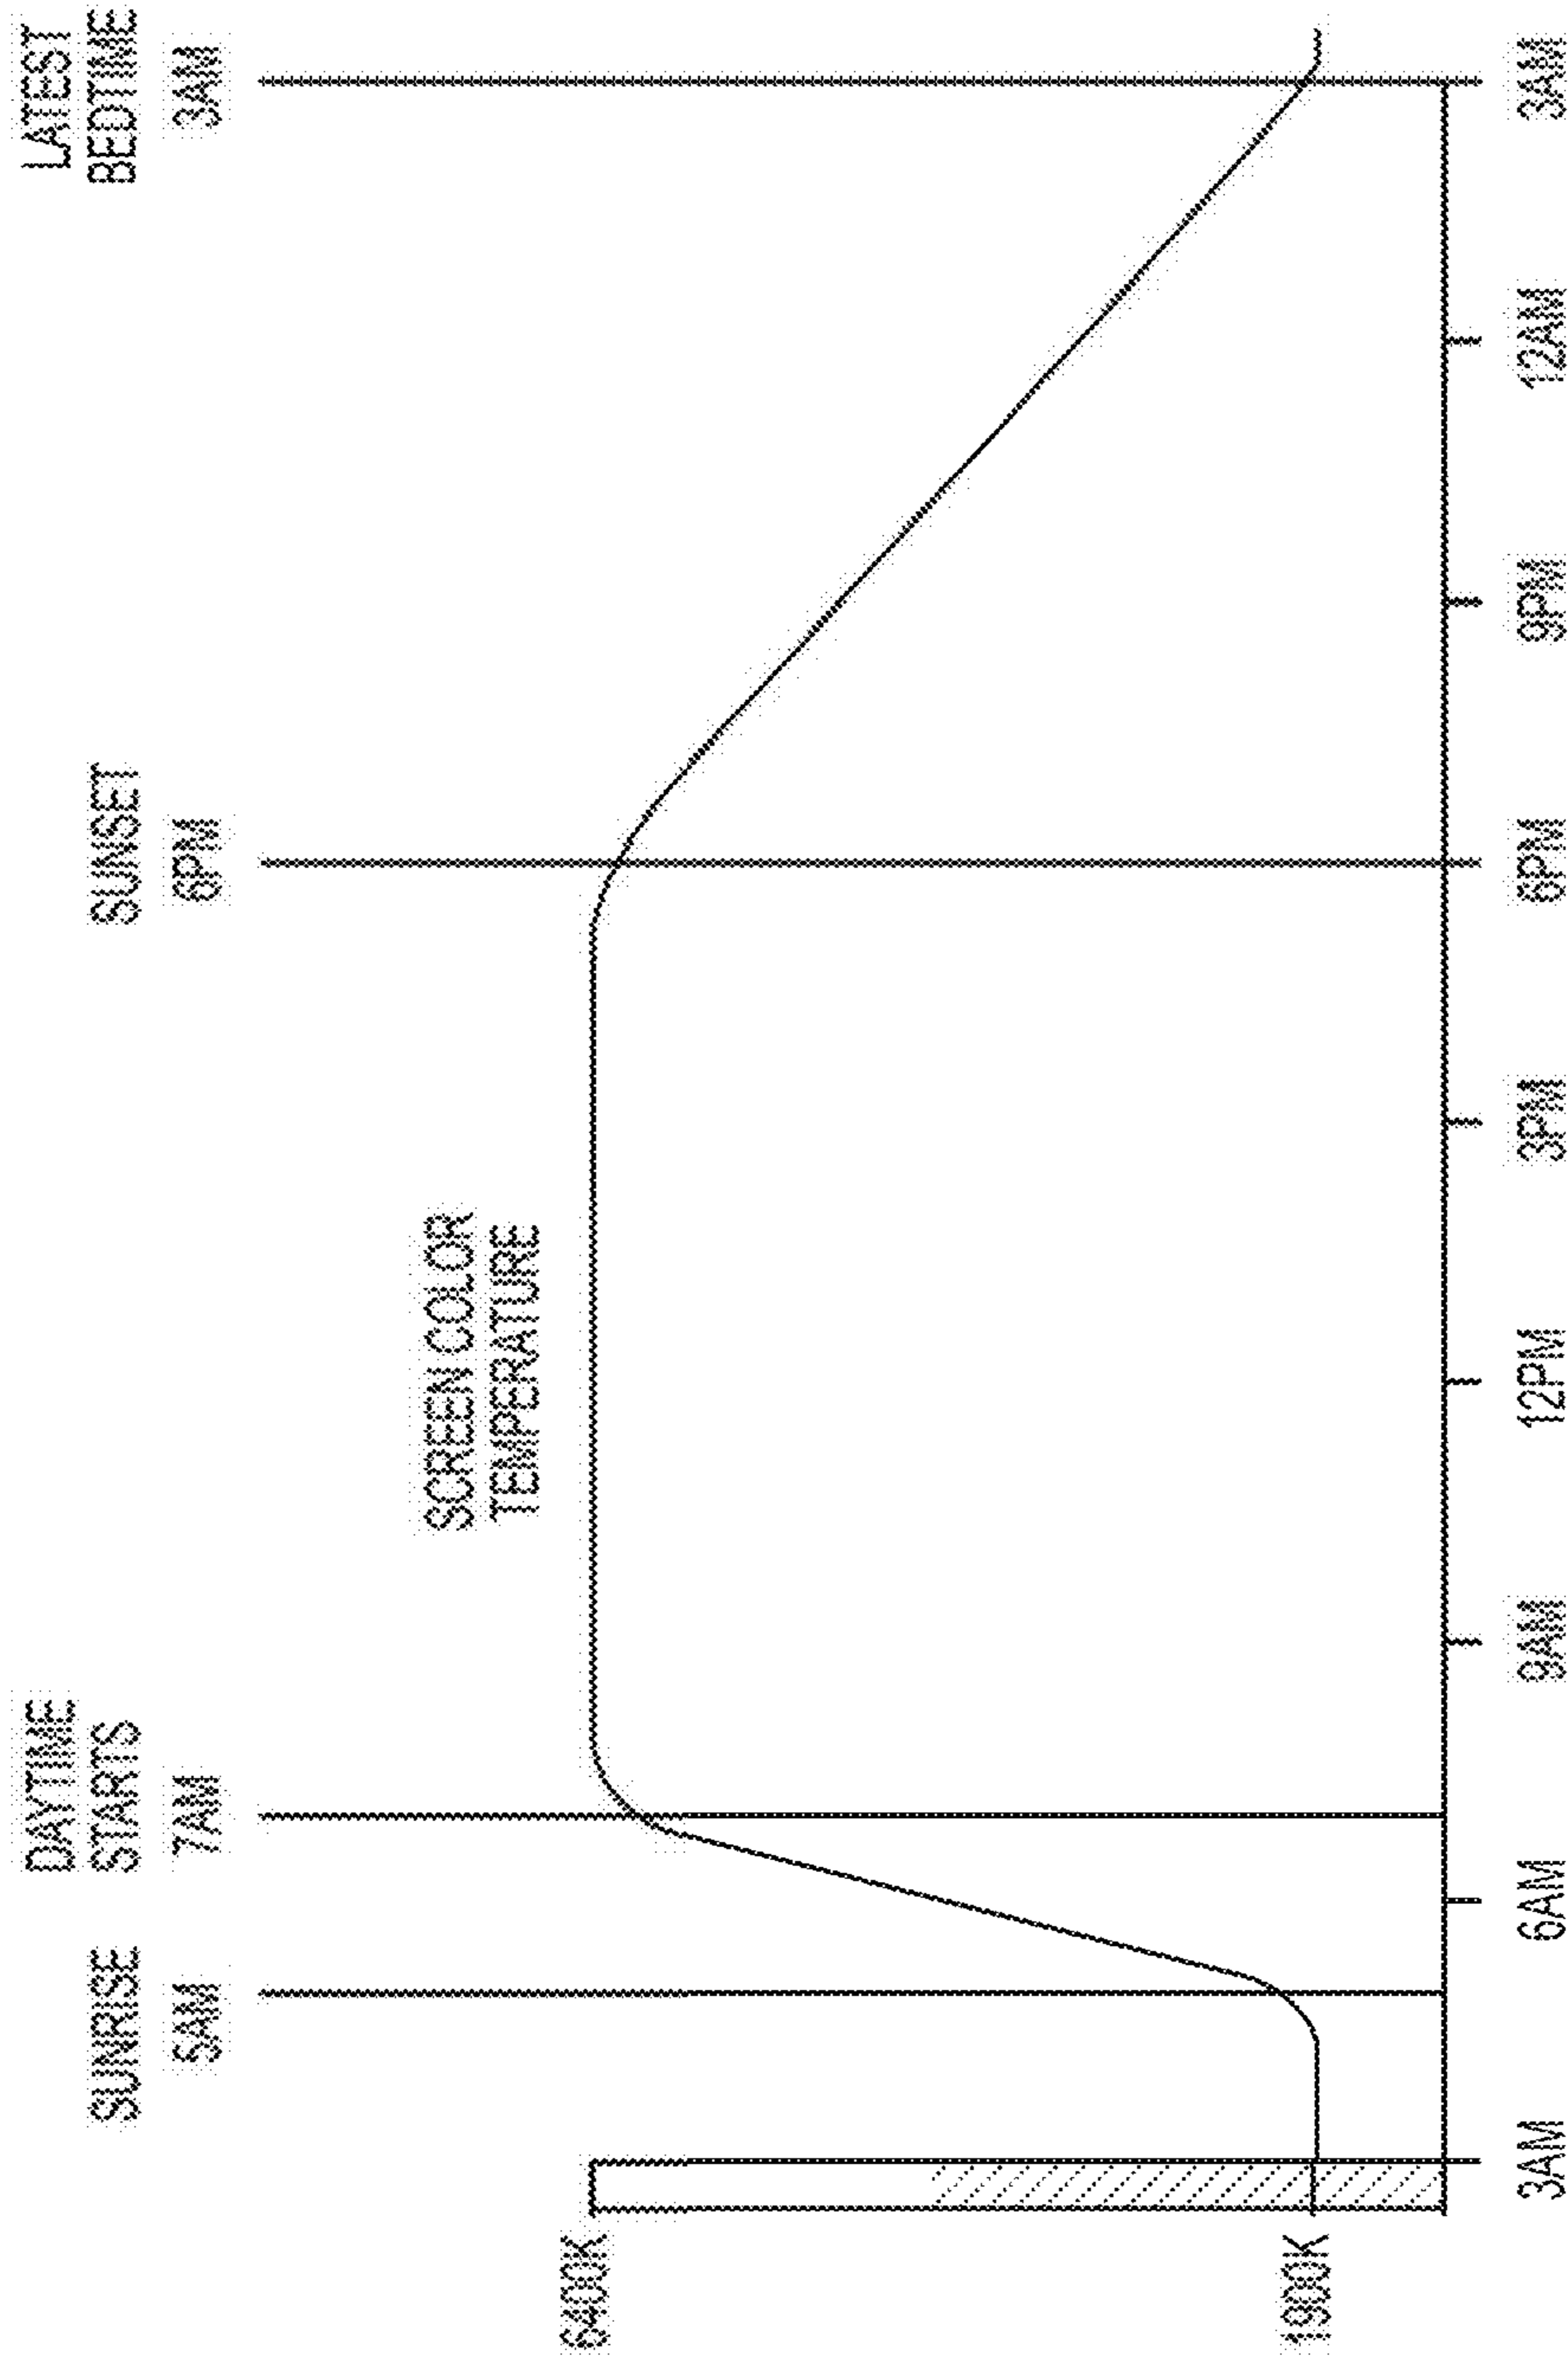 SUNRISE
5AM
DAYTIME
STARTS
7AM
SUNSET
6PM
LATEST
BEDTIME
3AM
SCREEN COLOR
TEMPERATURE
6400K
1900K
3AM
6AM
9AM
12PM
3PM
6PM
9PM
12AM
3AM